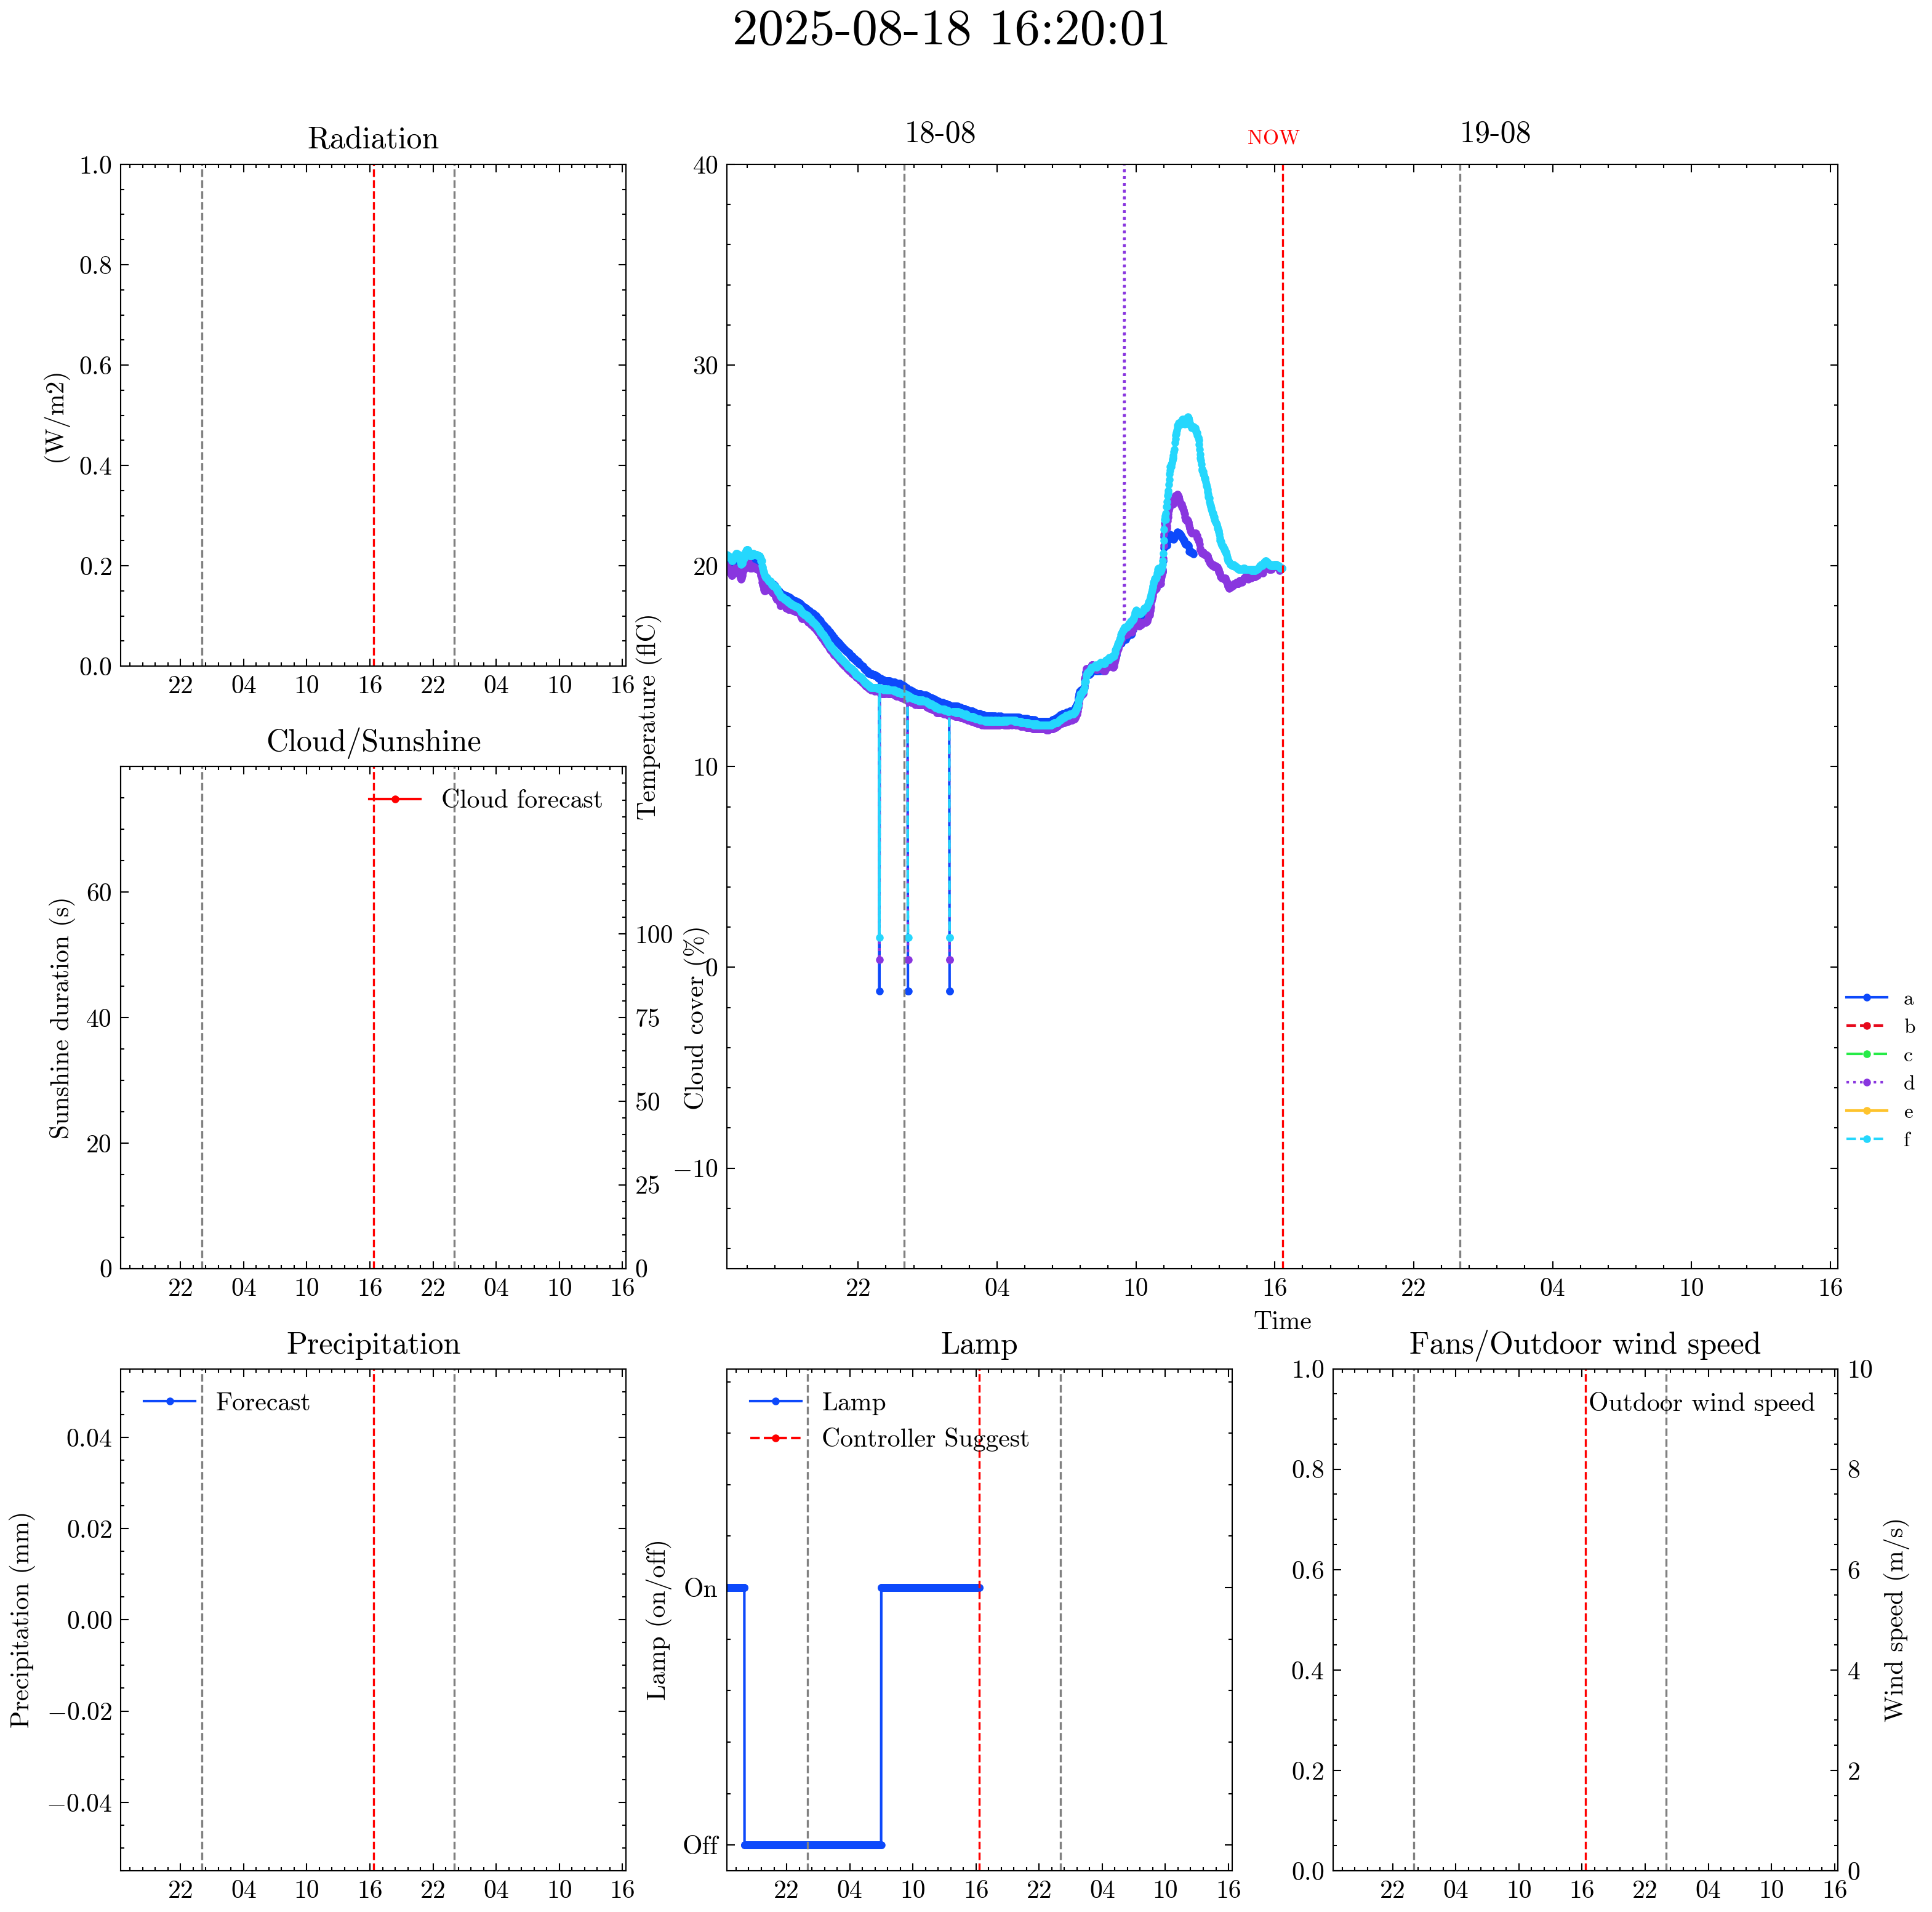 2025-08-18 16:20:01
Radiation
(W/m2)
1.0
0.8
0.6
0.4
0.2
0.0
22 04 10 16 22 04 10 16
18-08
NOW
19-08
Temperature (flC)
40
30
20
10
0
−10
22 04 10 16 22 04 10 16
Time
a
b
c
d
e
f
Cloud/Sunshine
Cloud forecast
Sunshine duration (s)
60
40
20
0
Cloud cover (%)
100
75
50
25
0
22 04 10 16 22 04 10 16
Precipitation
Forecast
Precipitation (mm)
0.04
0.02
0.00
−0.02
−0.04
22 04 10 16 22 04 10 16
Lamp
Lamp
Controller Suggest
Lamp (on/off)
On
Off
22 04 10 16 22 04 10 16
Fans/Outdoor wind speed
Outdoor wind speed
1.0
0.8
0.6
0.4
0.2
0.0
10
8
6
4
2
0
Wind speed (m/s)
22 04 10 16 22 04 10 16